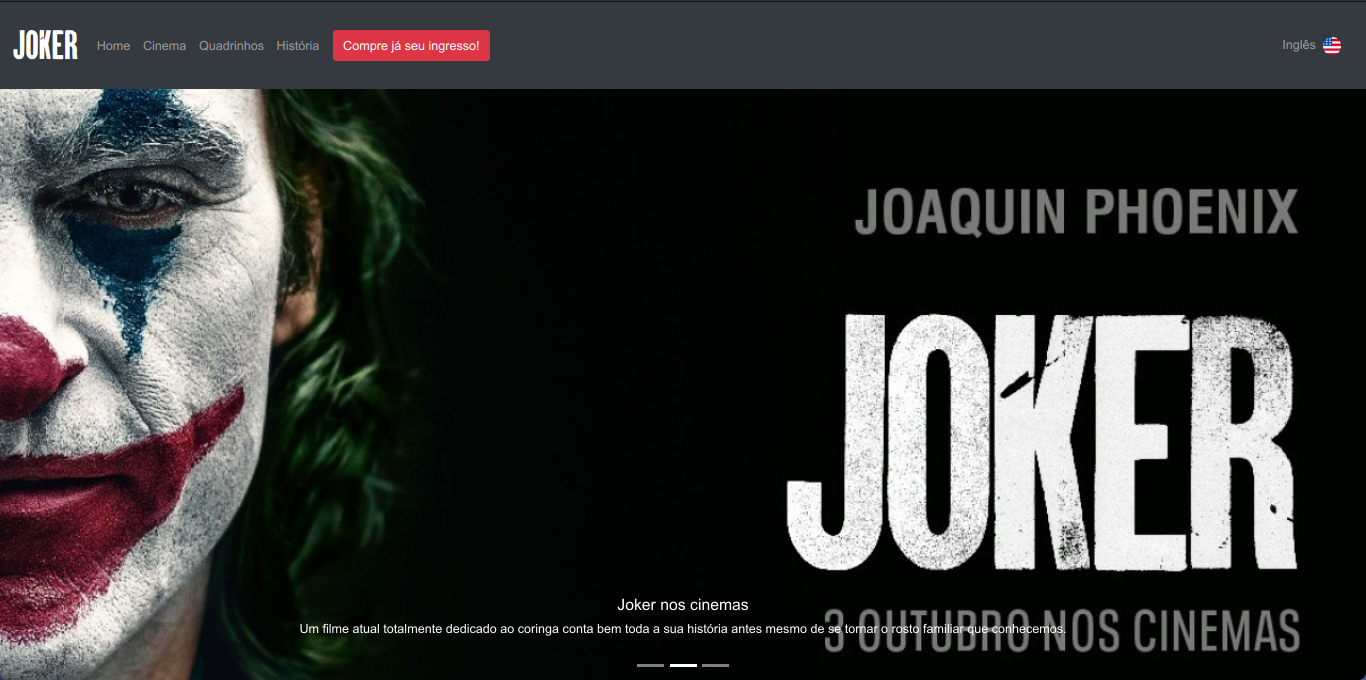 JOKER Home Cinema Quadrinhos História Compre já seu ingresso! Inglês
JOAQUIN PHOENIX
JOKER
Joker nos cinemas
3 OUTUBRO NOS CINEMAS
Um filme atual totalmente dedicado ao coringa conta bem toda a sua história antes mesmo de se tornar o rosto familiar que conhecemos.